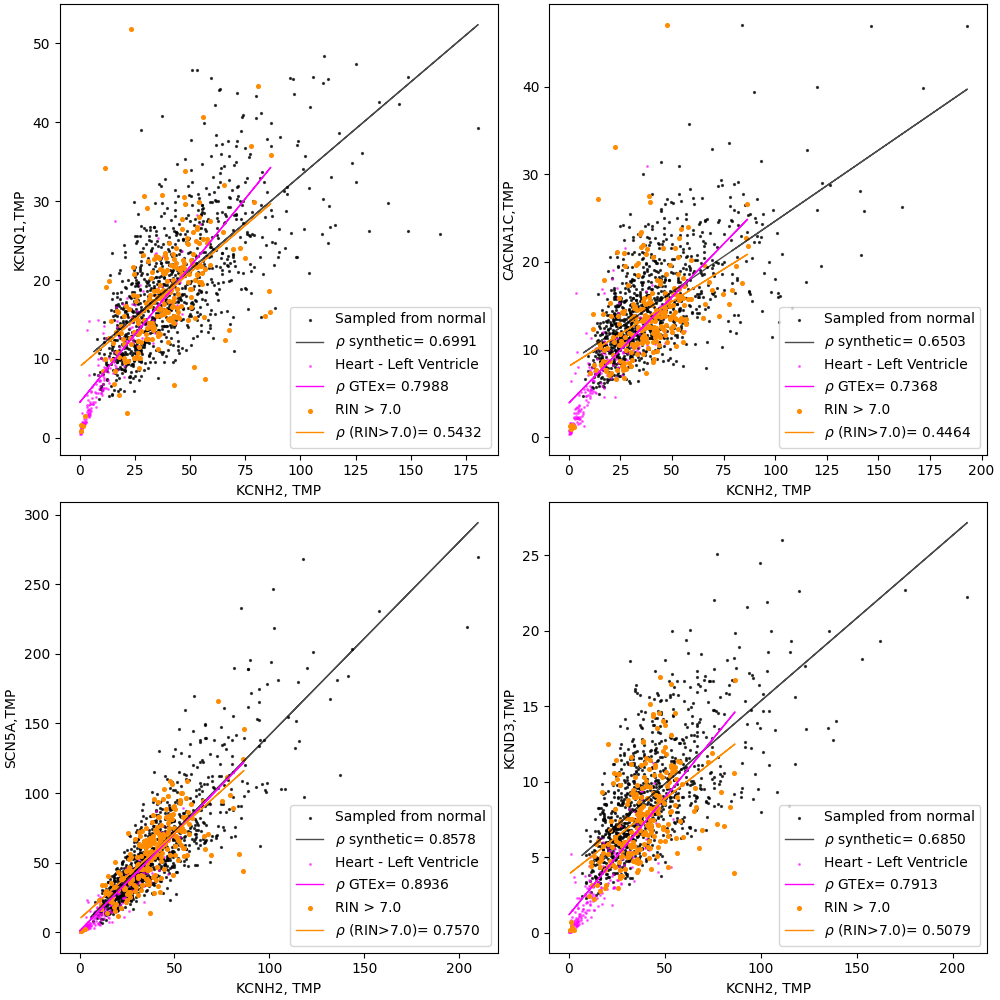 50
40
30
20
10
0
KCNQ1,TMP
0 25 50 75 100 125 150 175
KCNH2, TMP
Sampled from normal
ρ synthetic= 0.6991
Heart - Left Ventricle
ρ GTEx= 0.7988
RIN > 7.0
ρ (RIN>7.0)= 0.5432
40
30
20
10
0
CACNA1C,TMP
0 25 50 75 100 125 150 175 200
KCNH2, TMP
Sampled from normal
ρ synthetic= 0.6503
Heart - Left Ventricle
ρ GTEx= 0.7368
RIN > 7.0
ρ (RIN>7.0)= 0.4464
300
250
200
150
100
50
0
SCN5A,TMP
0 50 100 150 200
KCNH2, TMP
Sampled from normal
ρ synthetic= 0.8578
Heart - Left Ventricle
ρ GTEx= 0.8936
RIN > 7.0
ρ (RIN>7.0)= 0.7570
25
20
15
10
5
0
KCND3,TMP
0 50 100 150 200
KCNH2, TMP
Sampled from normal
ρ synthetic= 0.6850
Heart - Left Ventricle
ρ GTEx= 0.7913
RIN > 7.0
ρ (RIN>7.0)= 0.5079